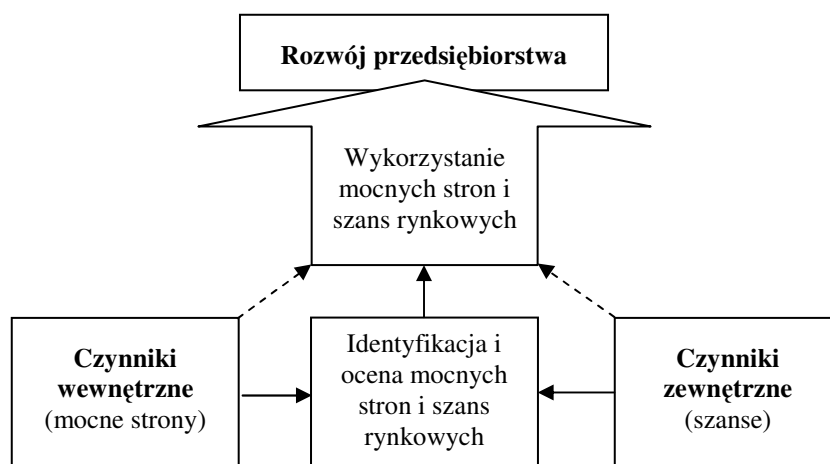 Rozwój przedsiębiorstwa
Wykorzystanie
mocnych stron i
szans rynkowych
Czynniki
wewnętrzne
(mocne strony)
Identyfikacja i
ocena mocnych
stron i szans
rynkowych
Czynniki
zewnętrzne
(szanse)